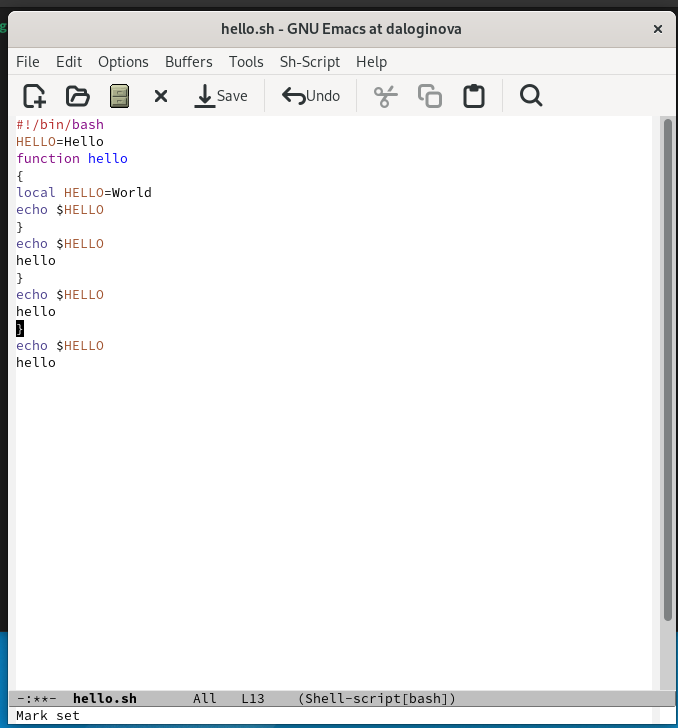 g
hello.sh - GNU Emacs at daloginova ×
File Edit Options Buffers Tools Sh-Script Help
Save Undo
#!/bin/bash
HELLO=Hello
function hello
{
local HELLO=World
echo $HELLO
}
echo $HELLO
hello
}
echo $HELLO
hello
}
echo $HELLO
hello
-:**- hello.sh All L13 (Shell-script[bash])
Mark set